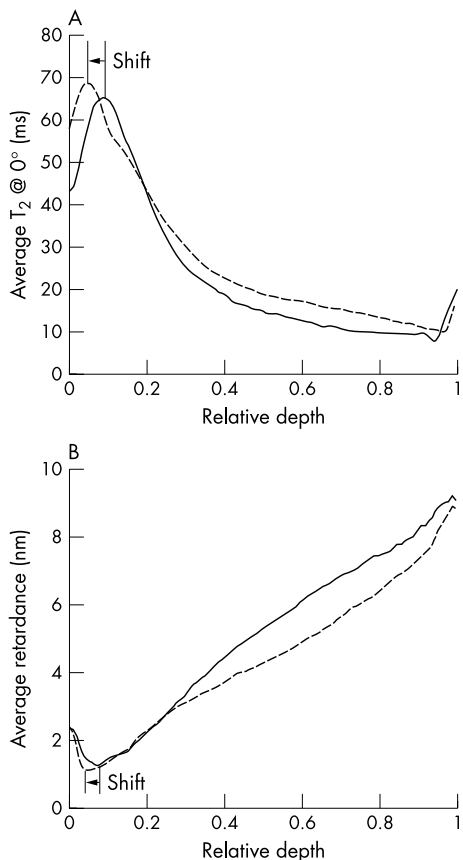 A
Shift
80
70
60
50
40
30
20
10
0
Average T₂ @ 0° (ms)
0 0.2 0.4 0.6 0.8 1
Relative depth
B
10
8
6
4
2
0
Average retardance (nm)
Shift
0 0.2 0.4 0.6 0.8 1
Relative depth